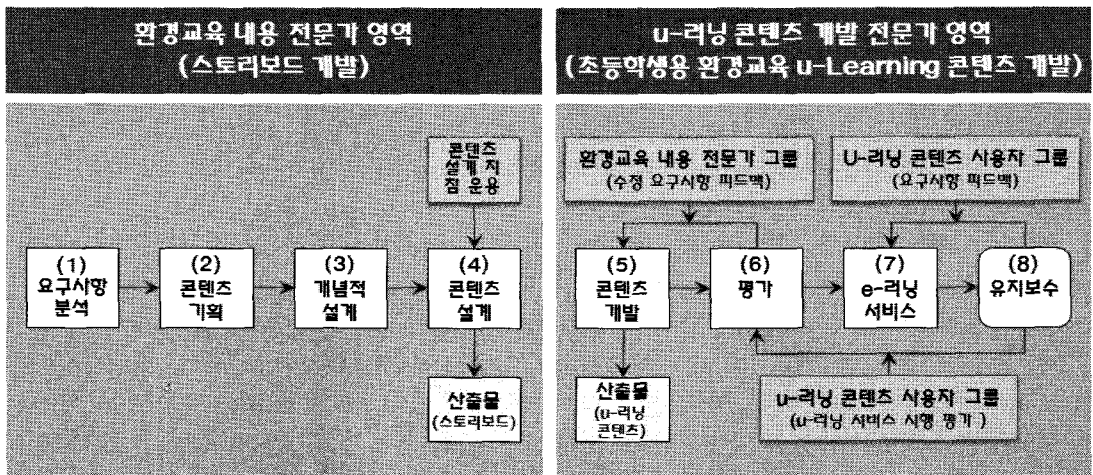 환경교육 내용 전문가 영역
(스토리보드 개발)
u-러닝 콘텐츠 개발 전문가 영역
(초등학생용 환경교육 u-Learning 콘텐츠 개발)
콘텐츠
설계 지
침 운용
환경교육 내용 전문가 그룹
(수정 요구사항 피드백)
U-러닝 콘텐츠 사용자 그룹
(요구사항 피드백)
(1)
요구사항
분석
(2)
콘텐츠
기획
(3)
개념적
설계
(4)
콘텐츠
설계
(5)
콘텐츠
개발
(6)
평가
(7)
e-러닝
서비스
(8)
유지보수
산출물
(스토리보드)
산출물
(u-러닝
콘텐츠)
u-러닝 콘텐츠 사용자 그룹
(u-러닝 서비스 시행 평가 )